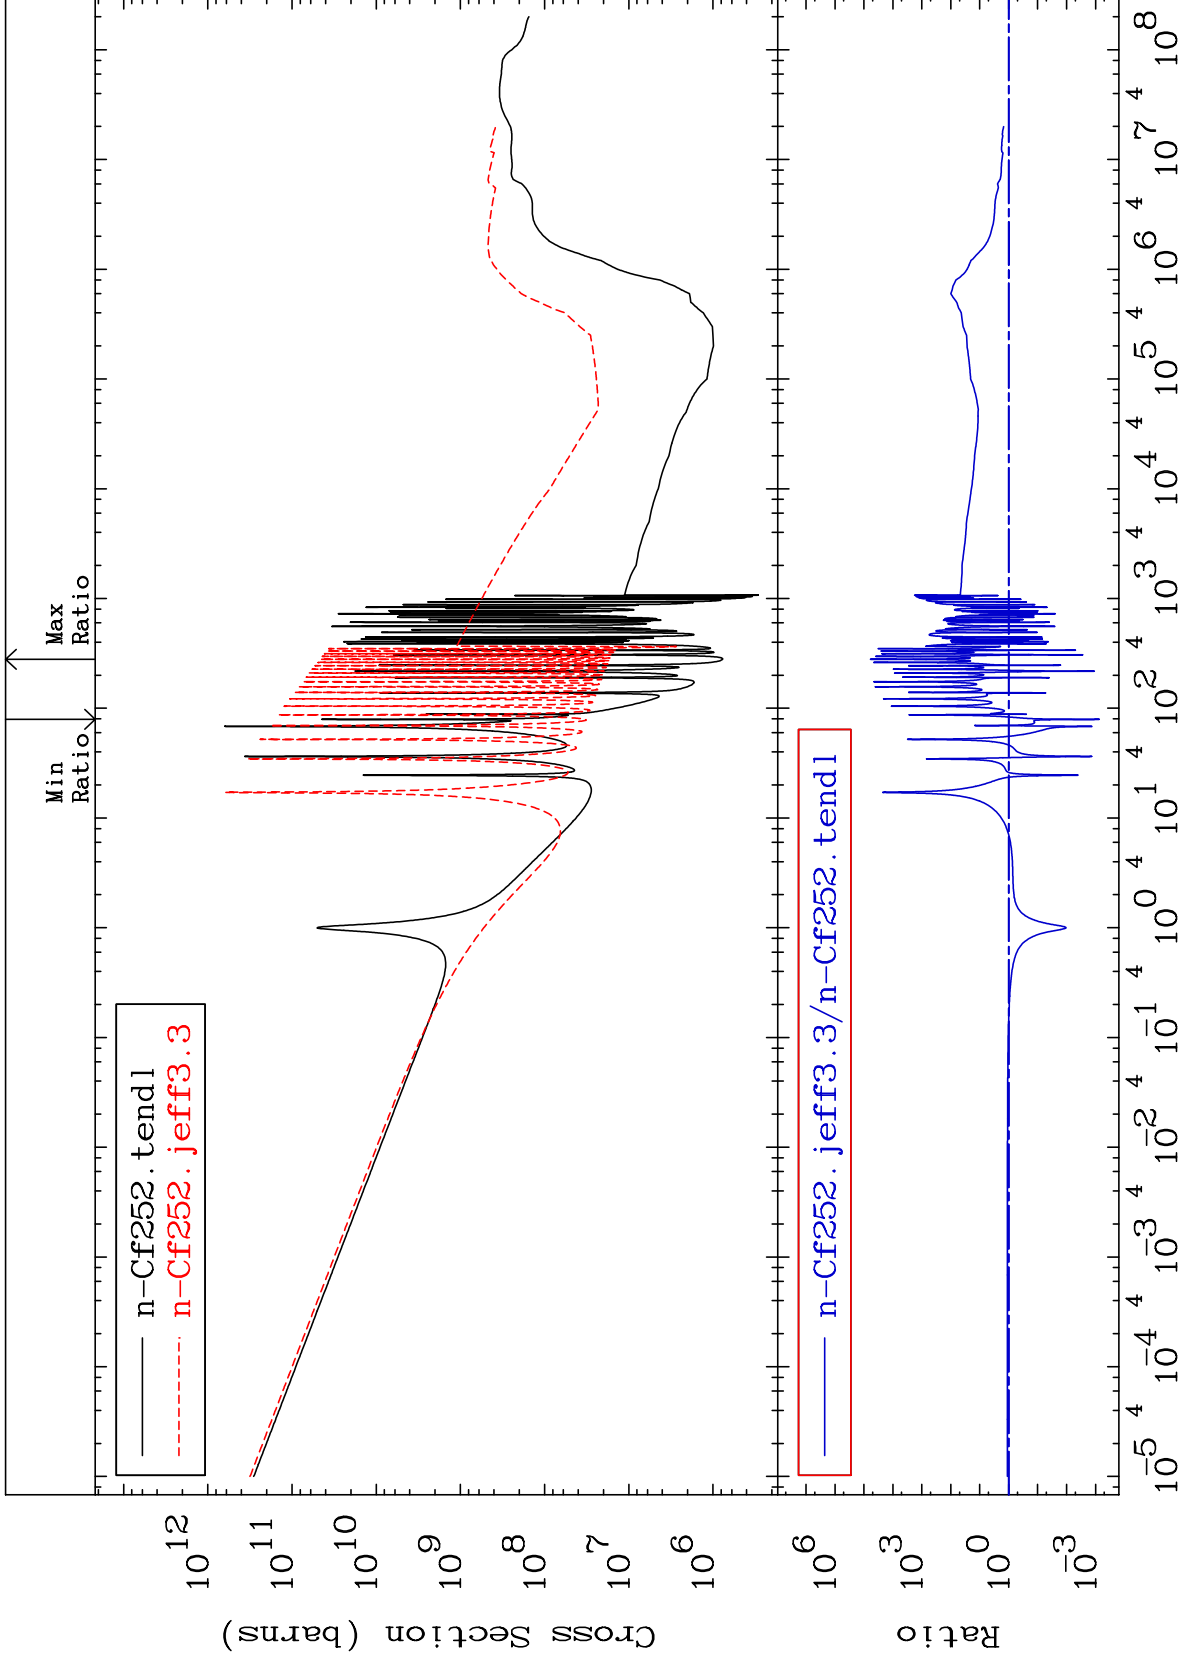 Min
Ratio
Max
Ratio
n-Cf252.tendl
n-Cf252.jeff3.3
10^12
10^11
10^10
10^9
10^8
10^7
10^6
Cross Section (barns)
n-Cf252.jeff3.3/n-Cf252.tendl
10^6
10^3
10^0
10^-3
Ratio
10^-5 4 10^-4 4 10^-3 4 10^-2 4 10^-1 4 10^0 4 10^1 4 10^2 4 10^3 4 10^4 4 10^5 4 10^6 4 10^7 4 10^8